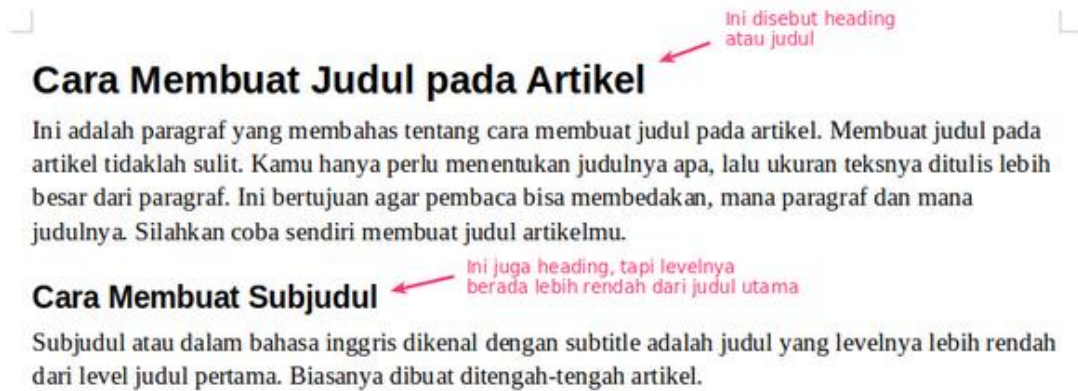 Ini disebut heading
atau judul
Cara Membuat Judul pada Artikel
Ini adalah paragraf yang membahas tentang cara membuat judul pada artikel. Membuat judul pada
artikel tidaklah sulit. Kamu hanya perlu menentukan judulnya apa, lalu ukuran teksnya ditulis lebih
besar dari paragraf. Ini bertujuan agar pembaca bisa membedakan, mana paragraf dan mana
judulnya. Silahkan coba sendiri membuat judul artikelmu.
Ini juga heading, tapi levelnya
berada lebih rendah dari judul utama
Cara Membuat Subjudul
Subjudul atau dalam bahasa inggris dikenal dengan subtitle adalah judul yang levelnya lebih rendah
dari level judul pertama. Biasanya dibuat ditengah-tengah artikel.